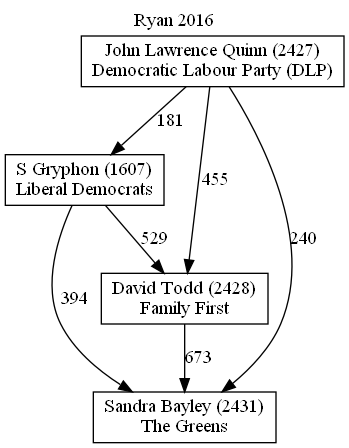 Ryan 2016
John Lawrence Quinn (2427)
Democratic Labour Party (DLP)
181
S Gryphon (1607)
Liberal Democrats
455
240
529
David Todd (2428)
Family First
394
673
Sandra Bayley (2431)
The Greens